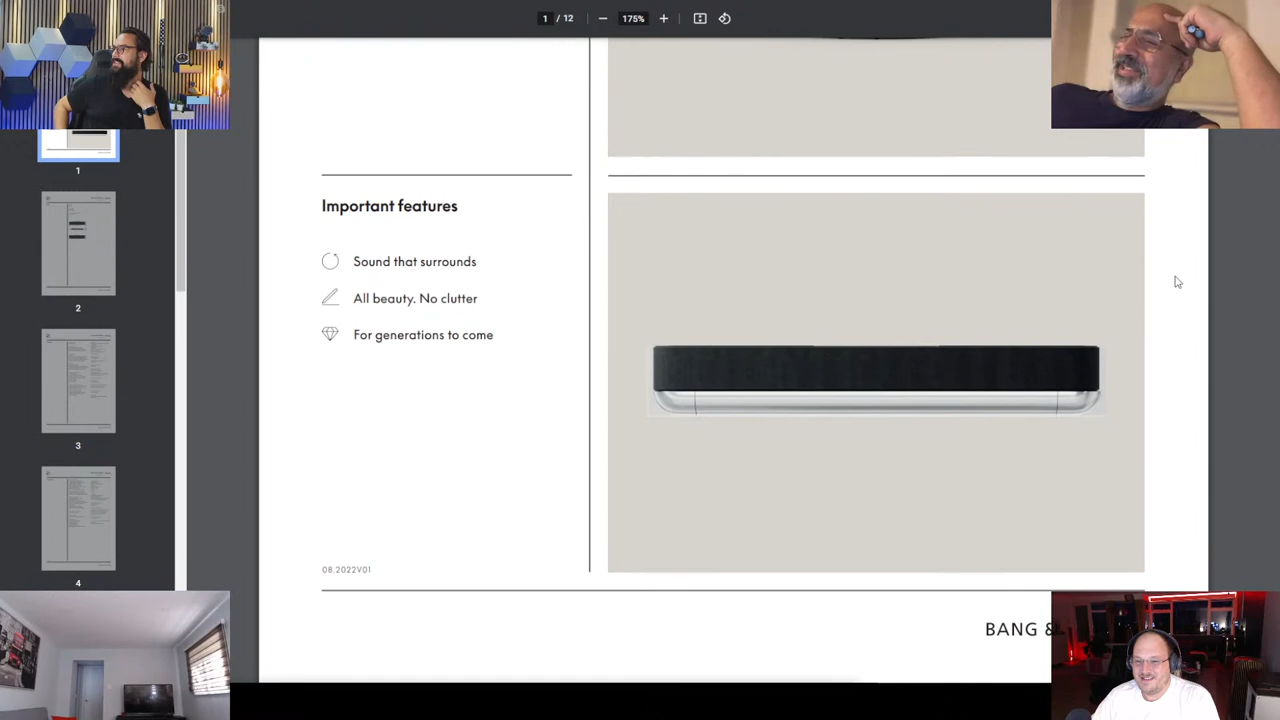 1 / 12
175%
1
2
3
4
Important features
Sound that surrounds
All beauty. No clutter
For generations to come
08.2022V01
BANG &